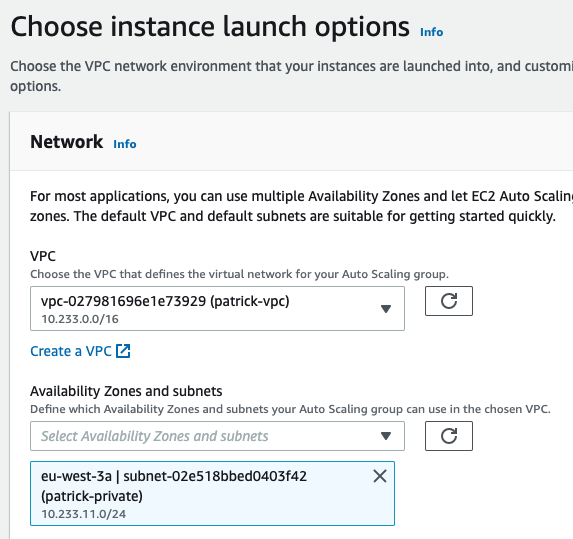 Choose instance launch options Info
Choose the VPC network environment that your instances are launched into, and customi
options.
Network Info
For most applications, you can use multiple Availability Zones and let EC2 Auto Scaling
zones. The default VPC and default subnets are suitable for getting started quickly.
VPC
Choose the VPC that defines the virtual network for your Auto Scaling group.
vpc-027981696e1e73929 (patrick-vpc)
10.233.0.0/16
Create a VPC
Availability Zones and subnets
Define which Availability Zones and subnets your Auto Scaling group can use in the chosen VPC.
Select Availability Zones and subnets
eu-west-3a | subnet-02e518bbed0403f42
(patrick-private)
10.233.11.0/24